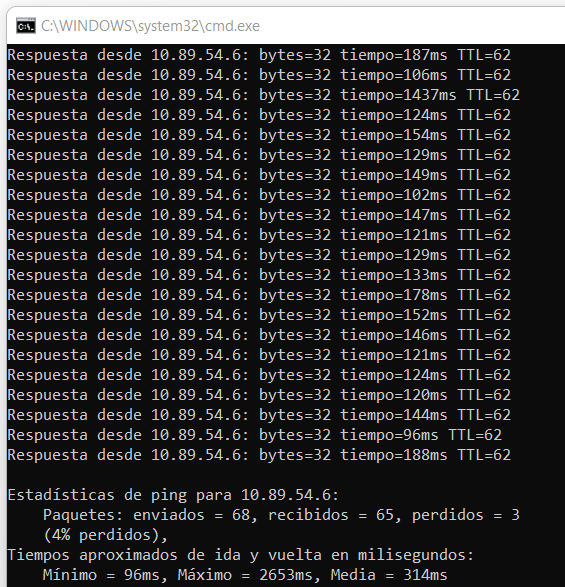 C:\WINDOWS\system32\cmd.exe
Respuesta desde 10.89.54.6: bytes=32 tiempo=187ms TTL=62
Respuesta desde 10.89.54.6: bytes=32 tiempo=106ms TTL=62
Respuesta desde 10.89.54.6: bytes=32 tiempo=1437ms TTL=62
Respuesta desde 10.89.54.6: bytes=32 tiempo=124ms TTL=62
Respuesta desde 10.89.54.6: bytes=32 tiempo=154ms TTL=62
Respuesta desde 10.89.54.6: bytes=32 tiempo=129ms TTL=62
Respuesta desde 10.89.54.6: bytes=32 tiempo=149ms TTL=62
Respuesta desde 10.89.54.6: bytes=32 tiempo=102ms TTL=62
Respuesta desde 10.89.54.6: bytes=32 tiempo=147ms TTL=62
Respuesta desde 10.89.54.6: bytes=32 tiempo=121ms TTL=62
Respuesta desde 10.89.54.6: bytes=32 tiempo=129ms TTL=62
Respuesta desde 10.89.54.6: bytes=32 tiempo=133ms TTL=62
Respuesta desde 10.89.54.6: bytes=32 tiempo=178ms TTL=62
Respuesta desde 10.89.54.6: bytes=32 tiempo=152ms TTL=62
Respuesta desde 10.89.54.6: bytes=32 tiempo=146ms TTL=62
Respuesta desde 10.89.54.6: bytes=32 tiempo=121ms TTL=62
Respuesta desde 10.89.54.6: bytes=32 tiempo=124ms TTL=62
Respuesta desde 10.89.54.6: bytes=32 tiempo=120ms TTL=62
Respuesta desde 10.89.54.6: bytes=32 tiempo=144ms TTL=62
Respuesta desde 10.89.54.6: bytes=32 tiempo=96ms TTL=62
Respuesta desde 10.89.54.6: bytes=32 tiempo=188ms TTL=62

Estadísticas de ping para 10.89.54.6:
    Paquetes: enviados = 68, recibidos = 65, perdidos = 3
    (4% perdidos),
Tiempos aproximados de ida y vuelta en milisegundos:
    Mínimo = 96ms, Máximo = 2653ms, Media = 314ms